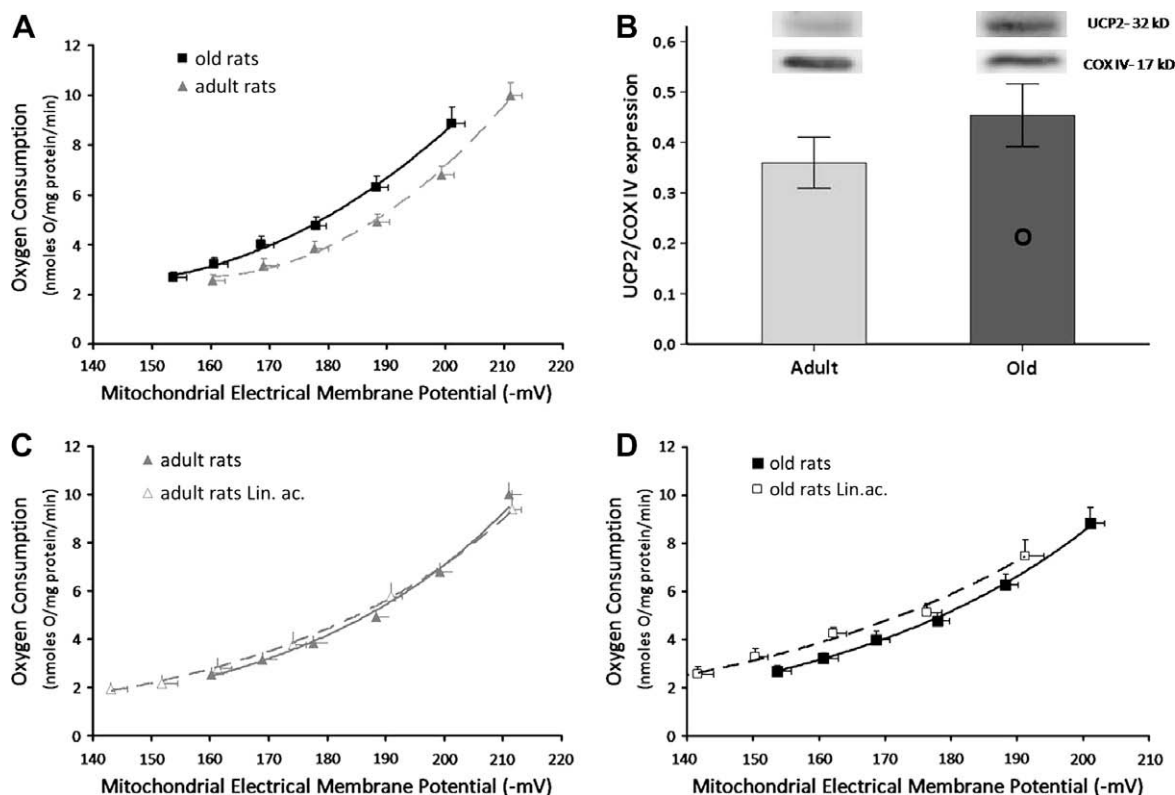 A
12
10
8
6
4
2
0
old rats
adult rats
Oxygen Consumption
(nmoles O/mg protein/min)
140 150 160 170 180 190 200 210 220
Mitochondrial Electrical Membrane Potential (-mV)
B
UCP2-32 kD
COX IV-17 kD
0,6
0,5
0,4
0,3
0,2
0,1
0,0
UCP2/COX IV expression
O
Adult Old
C
12
10
8
6
4
2
0
adult rats
adult rats Lin. ac.
Oxygen Consumption
(nmoles O/mg protein/min)
140 150 160 170 180 190 200 210 220
Mitochondrial Electrical Membrane Potential (-mV)
D
12
10
8
6
4
2
0
old rats
old rats Lin.ac.
Oxygen Consumption
(nmoles O/mg protein/min)
140 150 160 170 180 190 200 210
Mitochondrial Electrical Membrane Potential (-mV)